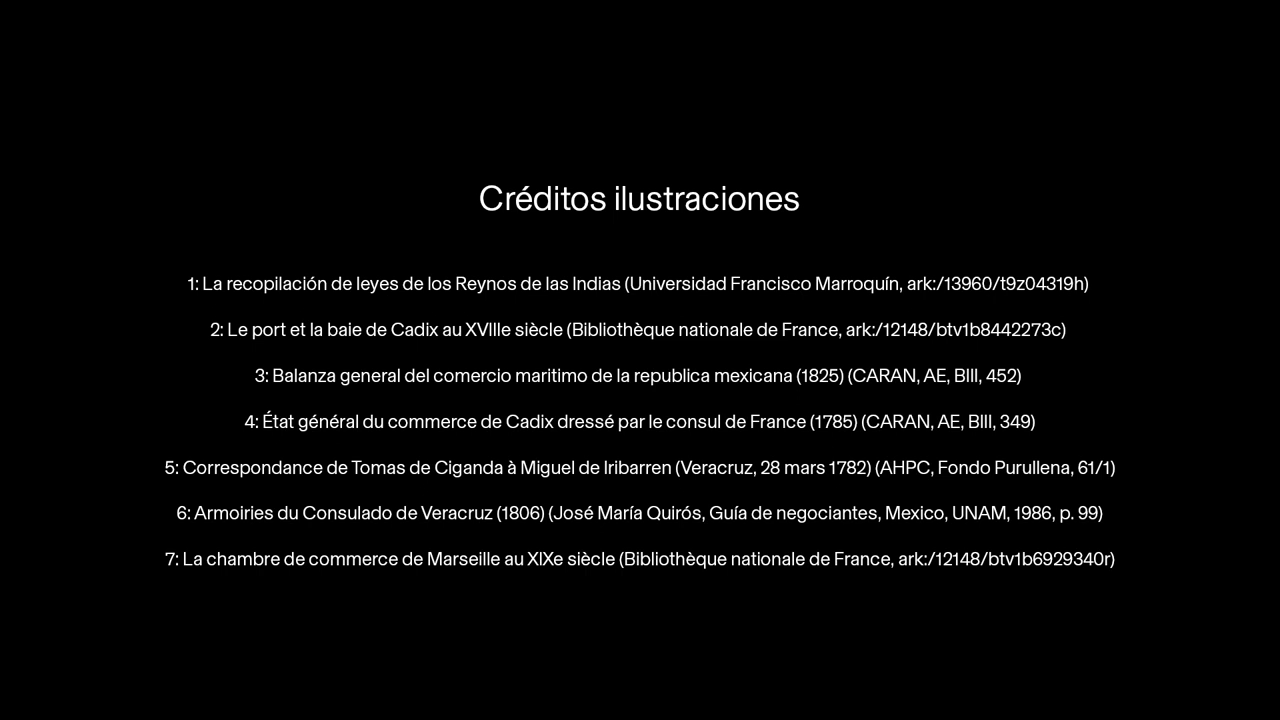 Créditos ilustraciones
1: La recopilación de leyes de los Reynos de las Indias (Universidad Francisco Marroquín, ark:/13960/t9z04319h)
2: Le port et la baie de Cadix au XVIIIe siècle (Bibliothèque nationale de France, ark:/12148/btv1b8442273c)
3: Balanza general del comercio maritimo de la republica mexicana (1825) (CARAN, AE, BIII, 452)
4: État général du commerce de Cadix dressé par le consul de France (1785) (CARAN, AE, BIII, 349)
5: Correspondance de Tomas de Ciganda à Miguel de Iribarren (Veracruz, 28 mars 1782) (AHPC, Fondo Purullena, 61/1)
6: Armoiries du Consulado de Veracruz (1806) (José María Quirós, Guía de negociantes, Mexico, UNAM, 1986, p. 99)
7: La chambre de commerce de Marseille au XIXe siècle (Bibliothèque nationale de France, ark:/12148/btv1b6929340r)